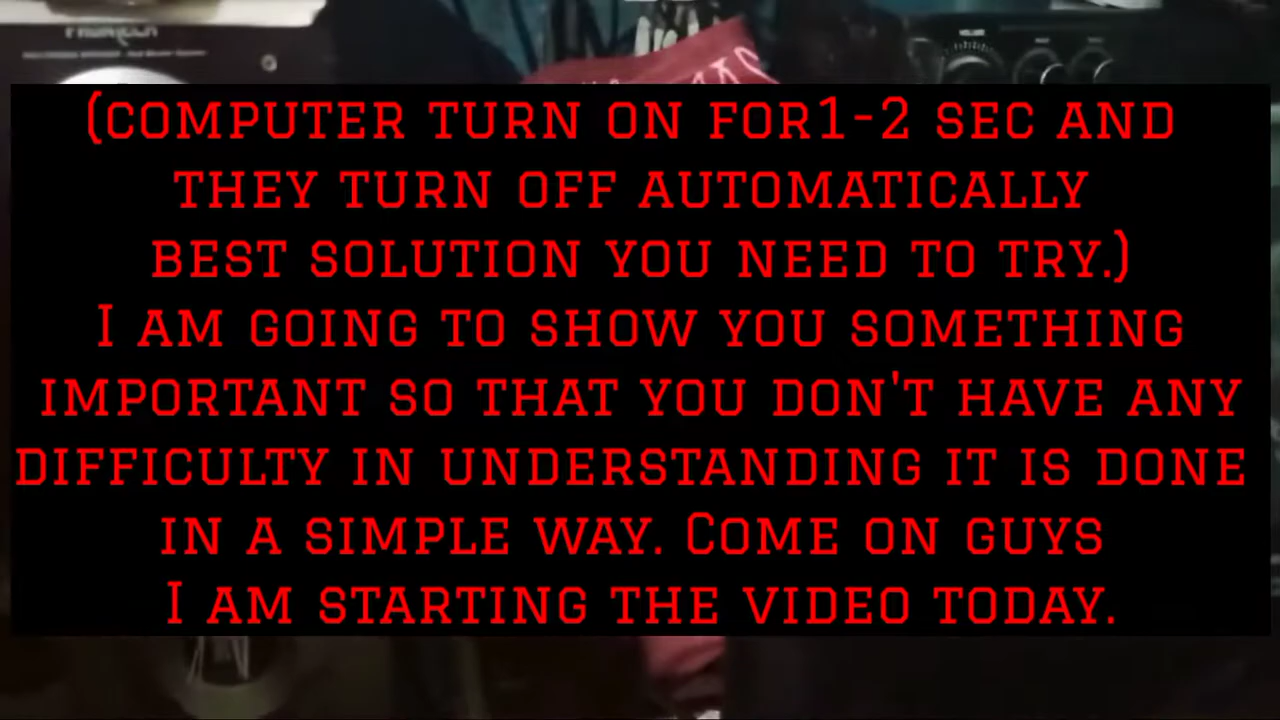 (computer turn on for1-2 sec and
they turn off automatically
best solution you need to try.)
I am going to show you something
important so that you don't have any
difficulty in understanding it is done
in a simple way. Come on guys
I am starting the video today.